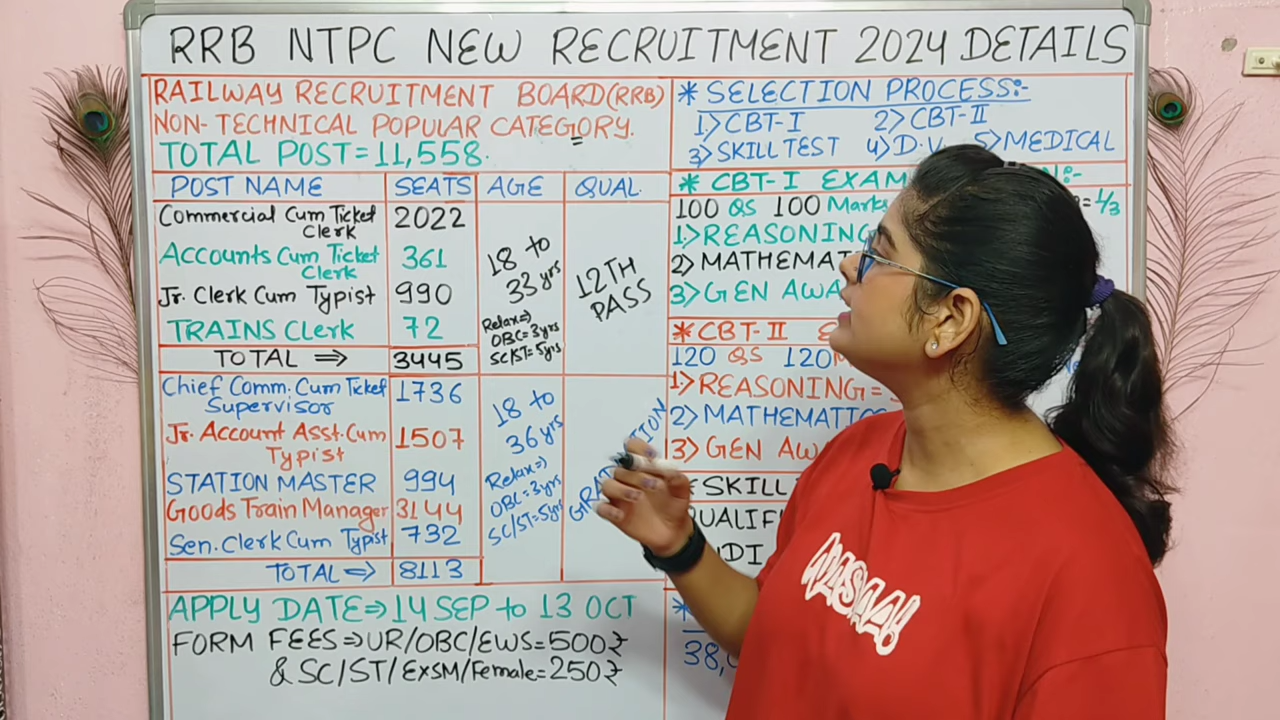 RRB NTPC NEW RECRUITMENT 2024 DETAILS
RAILWAY RECRUITMENT BOARD(RRB)
NON-TECHNICAL POPULAR CATEGORY.
TOTAL POST=11,558.
POST NAME SEATS AGE QUAL.
Commercial Cum Ticket Clerk 2022
Accounts Cum Ticket Clerk 361
Jr. Clerk Cum Typist 990
TRAINS Clerk 72
18 to
33 yrs
Relax⇒
OBC=3yrs
SC/ST=5yrs
12TH
PASS
TOTAL ⇒ 3445
Chief Comm. Cum Ticket Supervisor 1736
Jr. Account Asst. Cum Typist 1507
STATION MASTER 994
Goods Train Manager 3144
Sen. Clerk Cum Typist 732
18 to
36 yrs
Relax⇒
OBC=3yrs
SC/ST=5yrs
TOTAL ⇒ 8113
APPLY DATE⇒14 SEP to 13 OCT
FORM FEES⇒UR/OBC/EWS=500₹
& SC/ST/ExSM/Female=250₹
* SELECTION PROCESS:-
1>CBT-I 2>CBT-II
3>SKILL TEST 4>D.V. 5>MEDICAL
* CBT-I EXAM
100 QS 100 Marks = 1/3
1>REASONING
2>
3>GEN
* CBT-II
120 QS
1>REASONING =
2>
3>GEN